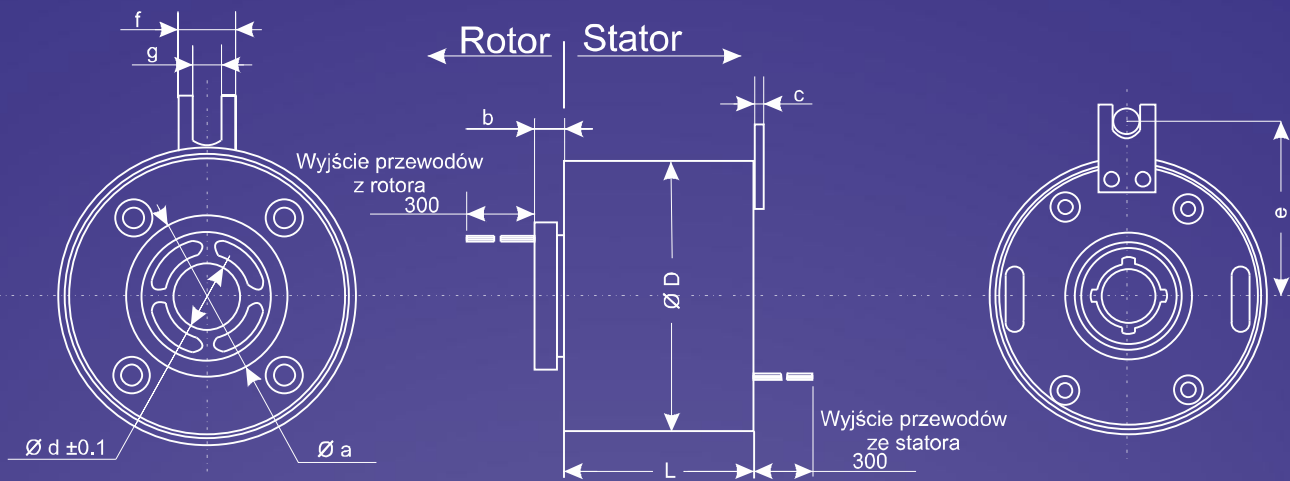 f
g
Rotor Stator
c
b
Wyjście przewodów
z rotora
300
e
Ø D
Ø d ±0.1
Ø a
L
Wyjście przewodów
ze statora
300